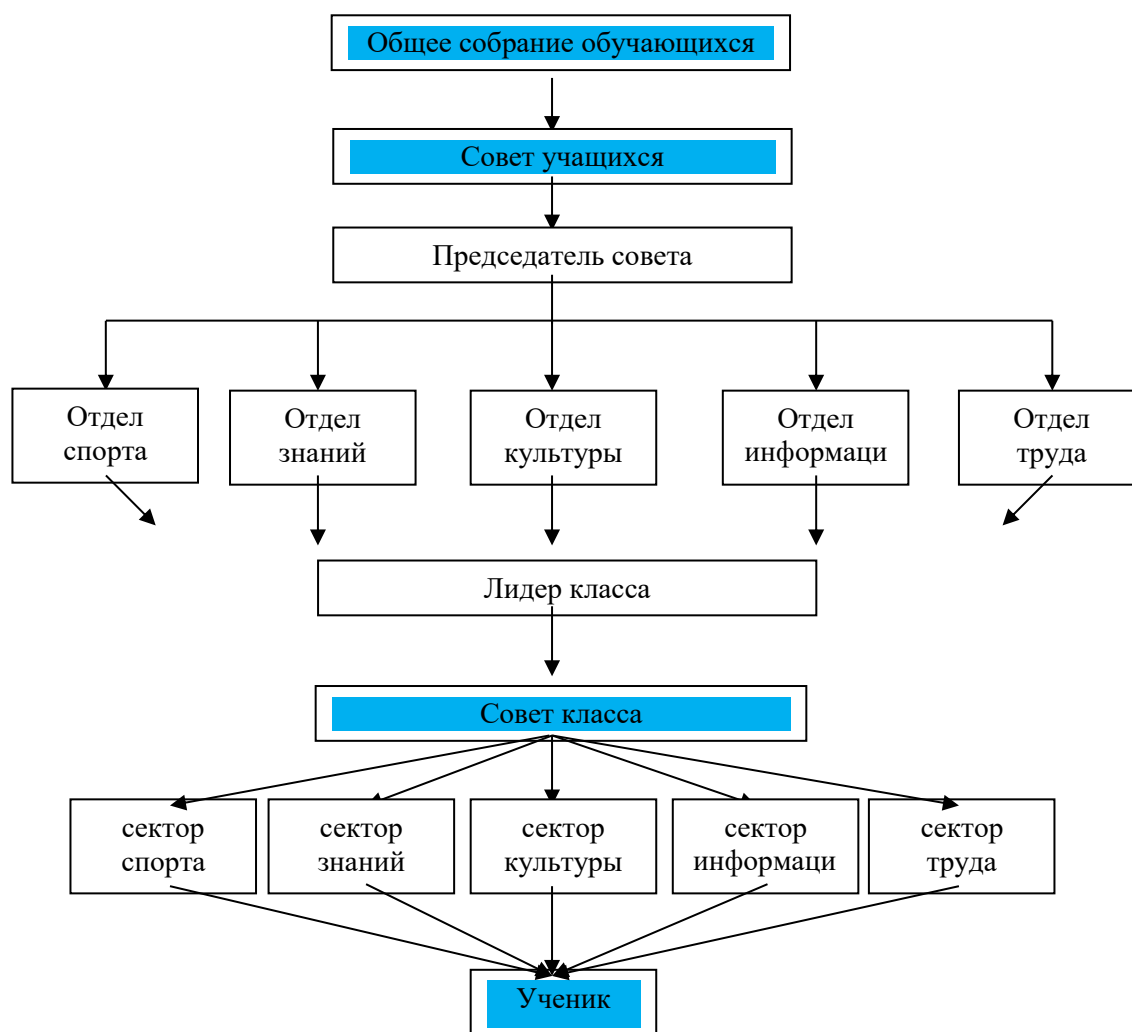 Общее собрание обучающихся
Совет учащихся
Председатель совета
Отдел
спорта
Отдел
знаний
Отдел
культуры
Отдел
информаци
Отдел
труда
Лидер класса
Совет класса
сектор
спорта
сектор
знаний
сектор
культуры
сектор
информаци
сектор
труда
Ученик